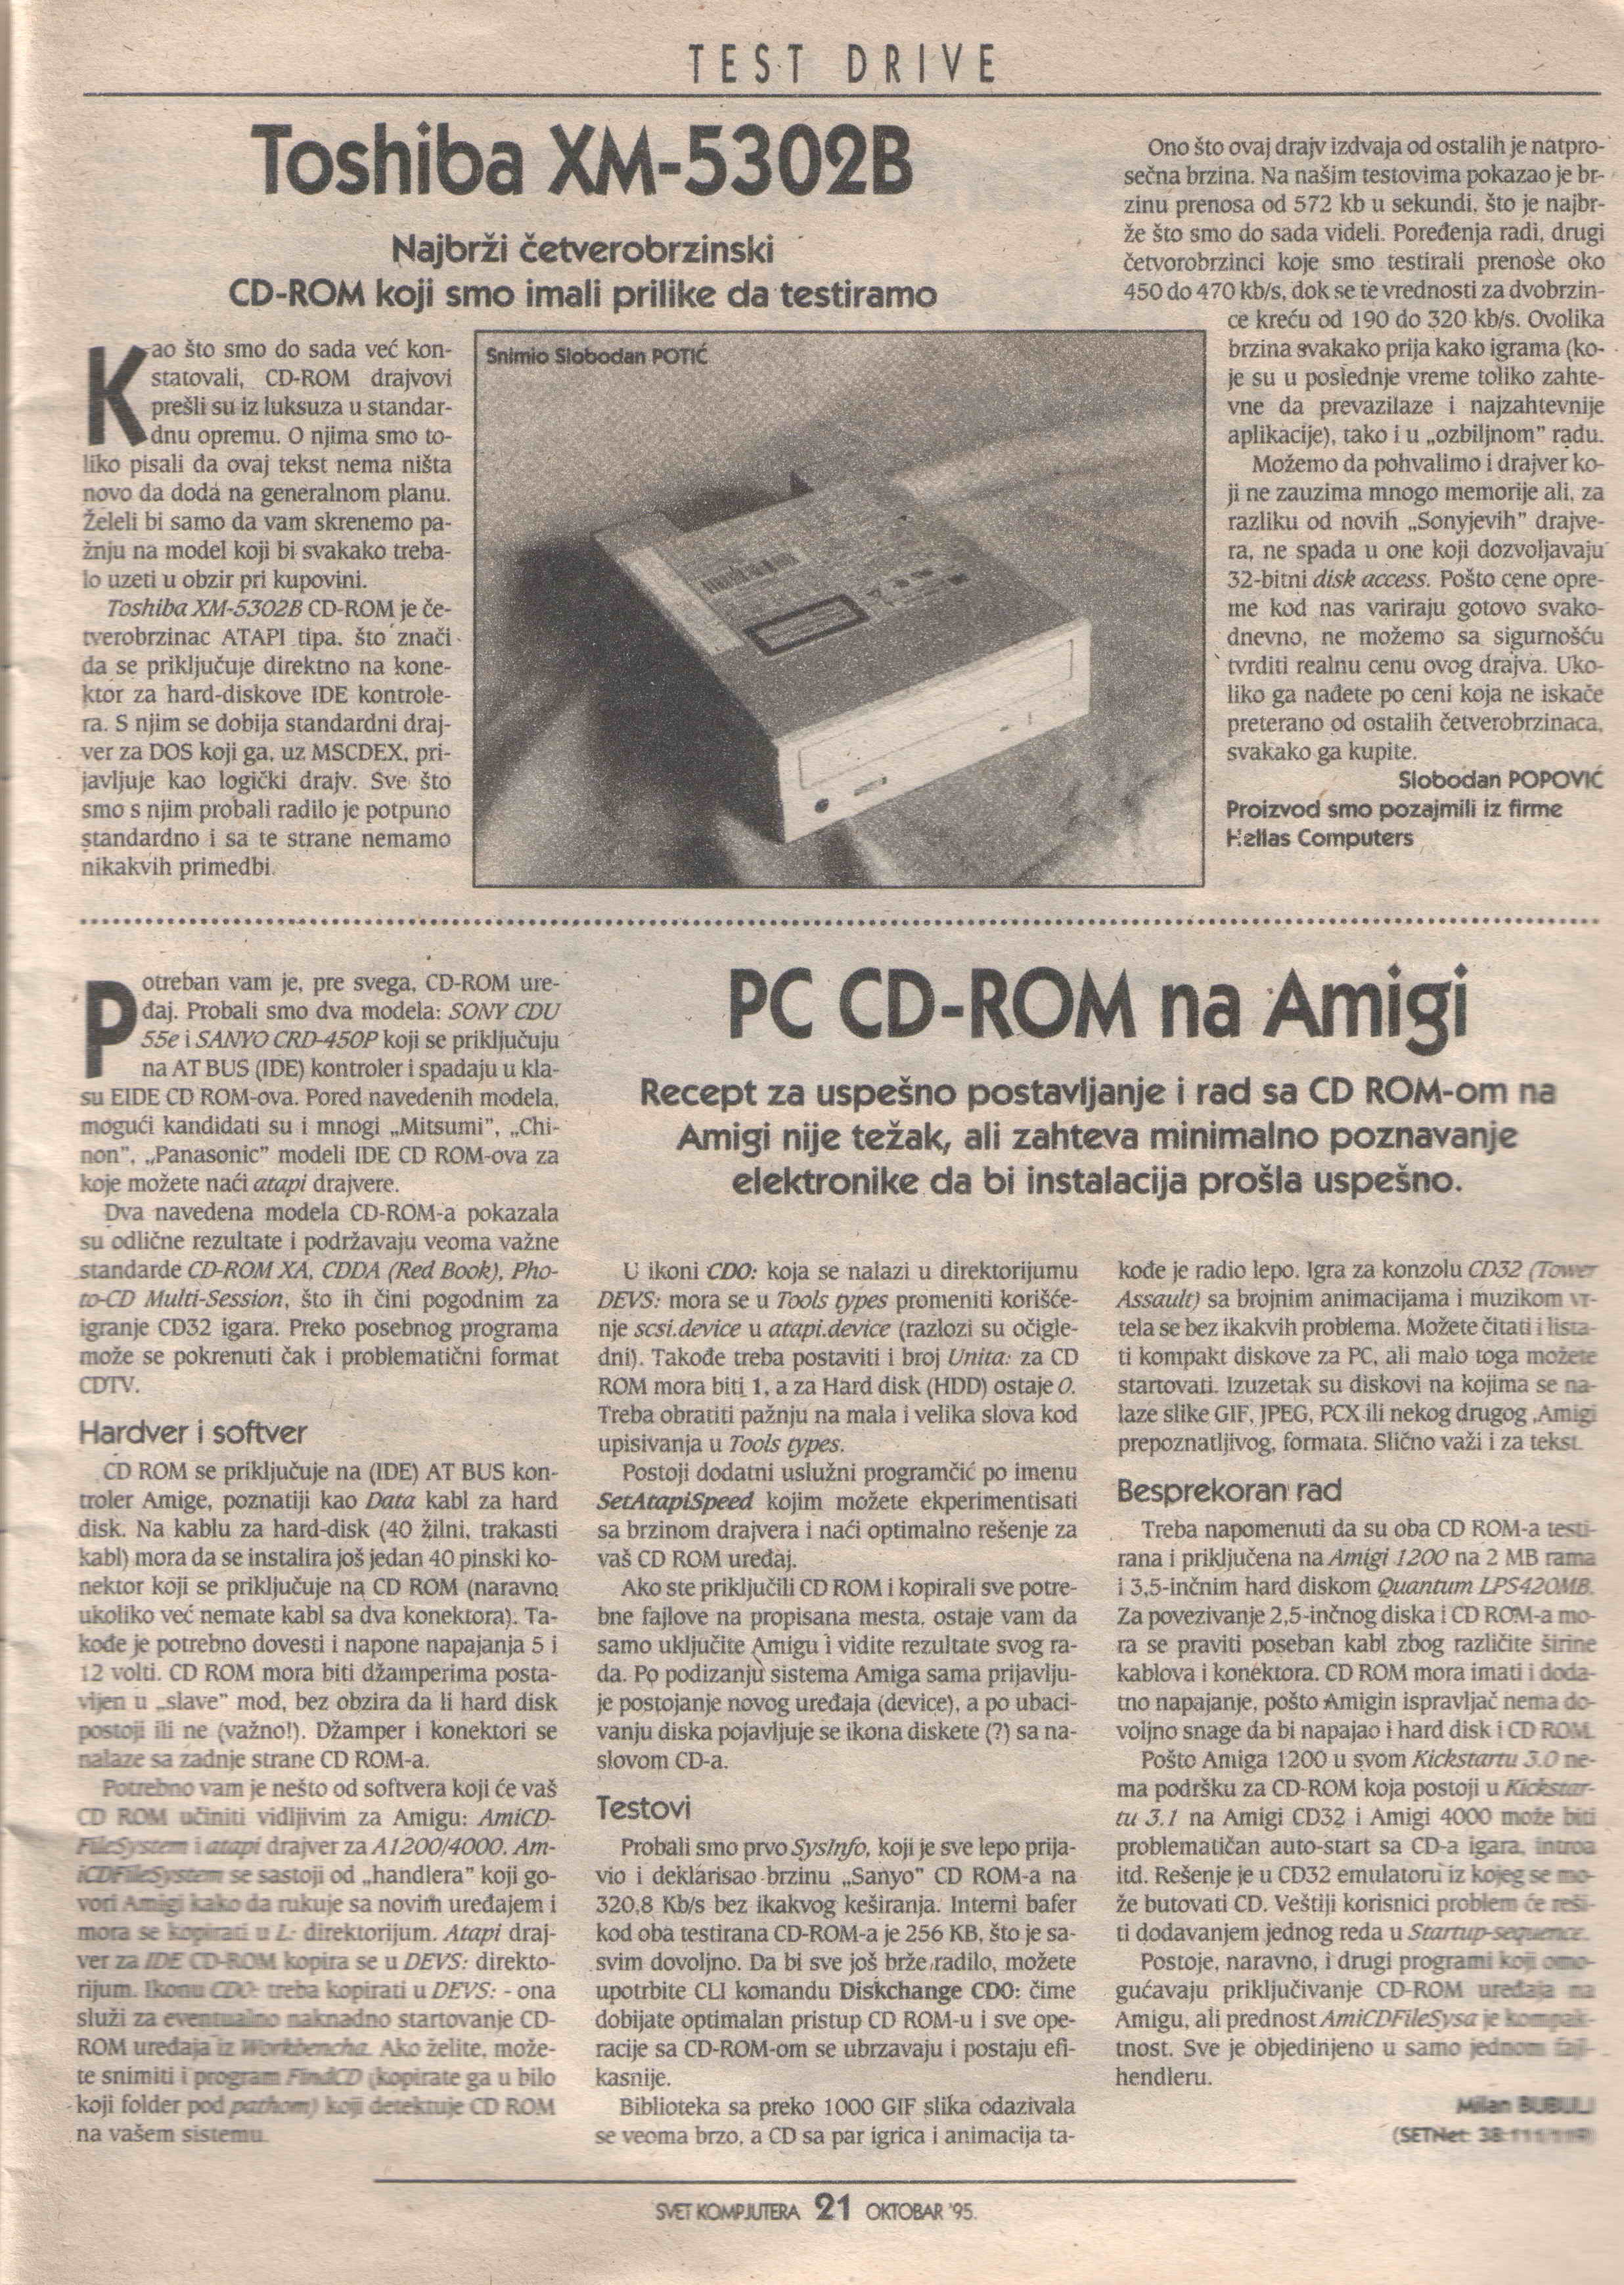 TEST DRIVE
Toshiba XM-5302B
Najbrži četverobrzinski
CD-ROM koji smo imali prilike da testiramo
Kao što smo do sada već kon-
statovali, CD-ROM drajvovi
prešli su iz luksuza u standar-
dnu opremu. O njima smo to-
liko pisali da ovaj tekst nema ništa
novo da doda na generalnom planu.
Želeli bi samo da vam skrenemo pa-
žnju na model koji bi svakako treba-
lo uzeti u obzir pri kupovini.
Toshiba XM-5302B CD-ROM je če-
tverobrzinac ATAPI tipa, što znači
da se priključuje direktno na kone-
ktor za hard-diskove IDE kontrole-
ra. S njim se dobija standardni draj-
ver za DOS koji ga, uz MSCDEX, pri-
javljuje kao logički drajv. Sve što
smo s njim probali radilo je potpuno
standardno i sa te strane nemamo
nikakvih primedbi.
Snimio Slobodan POTIĆ
Ono što ovaj drajv izdvaja od ostalih je natpro-
sečna brzina. Na našim testovima pokazao je br-
zinu prenosa od 572 kb u sekundi, što je najbr-
že što smo do sada videli. Poređenja radi, drugi
četvorobrzinci koje smo testirali prenose oko
450 do 470 kb/s, dok se te vrednosti za dvobrzin-
ce kreću od 190 do 320 kb/s. Ovolika
brzina svakako prija kako igrama (ko-
je su u poslednje vreme toliko zahte-
vne da prevazilaze i najzahtevnije
aplikacije), tako i u „ozbiljnom” radu.
Možemo da pohvalimo i drajver ko-
ji ne zauzima mnogo memorije ali, za
razliku od novih „Sonyjevih” drajve-
ra, ne spada u one koji dozvoljavaju
32-bitni disk access. Pošto cene opre-
me kod nas variraju gotovo svako-
dnevno, ne možemo sa sigurnošću
tvrditi realnu cenu ovog drajva. Uko-
liko ga nađete po ceni koja ne iskače
preterano od ostalih četverobrzinaca,
svakako ga kupite.
Slobodan POPOVIĆ
Proizvod smo pozajmili iz firme
Hellas Computers
PC CD-ROM na Amigi
Recept za uspešno postavljanje i rad sa CD ROM-om na
Amigi nije težak, ali zahteva minimalno poznavanje
elektronike da bi instalacija prošla uspešno.
Potreban vam je, pre svega, CD-ROM ure-
đaj. Probali smo dva modela: SONY CDU
55e i SANYO CRD-450P koji se priključuju
na AT BUS (IDE) kontroler i spadaju u kla-
su EIDE CD ROM-ova. Pored navedenih modela,
mogući kandidati su i mnogi „Mitsumi”, „Chi-
non”, „Panasonic” modeli IDE CD ROM-ova za
koje možete naći atapi drajvere.
Dva navedena modela CD-ROM-a pokazala
su odlične rezultate i podržavaju veoma važne
standarde CD-ROM XA, CDDA (Red Book), Pho-
to-CD Multi-Session, što ih čini pogodnim za
igranje CD32 igara. Preko posebnog programa
može se pokrenuti čak i problematični format
CDTV.
Hardver i softver
CD ROM se priključuje na (IDE) AT BUS kon-
troler Amige, poznatiji kao Data kabl za hard
disk. Na kablu za hard-disk (40 žilni, trakasti
kabl) mora da se instalira još jedan 40 pinski ko-
nektor koji se priključuje na CD ROM (naravno
ukoliko već nemate kabl sa dva konektora). Ta-
kođe je potrebno dovesti i napone napajanja 5 i
12 volti. CD ROM mora biti džamperima posta-
vljen u „slave” mod, bez obzira da li hard disk
postoji ili ne (važno!). Džamper i konektori se
nalaze sa zadnje strane CD ROM-a.
Potrebno vam je nešto od softvera koji će vaš
CD ROM učiniti vidljivim za Amigu: AmiCD-
FileSystem i atapi drajver za A1200/4000. Am-
iCDFileSystem se sastoji od „handlera” koji go-
vori Amigi kako da rukuje sa novim uređajem i
mora se kopirati u L: direktorijum. Atapi draj-
ver za IDE CD-ROM kopira se u DEVS: direkto-
rijum. Ikonu CD0: treba kopirati u DEVS: - ona
služi za eventualno naknadno startovanje CD-
ROM uređaja iz Workbencha. Ako želite, može-
te snimiti i program FindCD (kopirate ga u bilo
koji folder pod pathom) koji detektuje CD ROM
na vašem sistemu.
U ikoni CD0: koja se nalazi u direktorijumu
DEVS: mora se u Tools types promeniti korišće-
nje scsi.device u atapi.device (razlozi su očigle-
dni). Takođe treba postaviti i broj Unita: za CD
ROM mora biti 1, a za Hard disk (HDD) ostaje 0.
Treba obratiti pažnju na mala i velika slova kod
upisivanja u Tools types.
Postoji dodatni uslužni programčić po imenu
SetAtapiSpeed kojim možete ekperimentisati
sa brzinom drajvera i naći optimalno rešenje za
vaš CD ROM uređaj.
Ako ste priključili CD ROM i kopirali sve potre-
bne fajlove na propisana mesta, ostaje vam da
samo uključite Amigu i vidite rezultate svog ra-
da. Po podizanju sistema Amiga sama prijavlju-
je postojanje novog uređaja (device), a po ubaci-
vanju diska pojavljuje se ikona diskete (?) sa na-
slovom CD-a.
Testovi
Probali smo prvo SysInfo, koji je sve lepo prija-
vio i deklarisao brzinu „Sanyo” CD ROM-a na
320,8 Kb/s bez ikakvog keširanja. Interni bafer
kod oba testirana CD-ROM-a je 256 KB, što je sa-
svim dovoljno. Da bi sve još brže radilo, možete
upotrbite CLI komandu Diskchange CD0: čime
dobijate optimalan pristup CD ROM-u i sve ope-
racije sa CD-ROM-om se ubrzavaju i postaju efi-
kasnije.
Biblioteka sa preko 1000 GIF slika odazivala
se veoma brzo, a CD sa par igrica i animacija ta-
kođe je radio lepo. Igra za konzolu CD32 (Tower
Assault) sa brojnim animacijama i muzikom vr-
tela se bez ikakvih problema. Možete čitati i lista-
ti kompakt diskove za PC, ali malo toga možete
startovati. Izuzetak su diskovi na kojima se na-
laze slike GIF, JPEG, PCX ili nekog drugog ,Amigi
prepoznatljivog, formata. Slično važi i za tekst.
Besprekoran rad
Treba napomenuti da su oba CD ROM-a testi-
rana i priključena na Amigi 1200 na 2 MB rama
i 3,5-inčnim hard diskom Quantum LPS420MB.
Za povezivanje 2,5-inčnog diska i CD ROM-a mo-
ra se praviti poseban kabl zbog različite širine
kablova i konektora. CD ROM mora imati i doda-
tno napajanje, pošto Amigin ispravljač nema do-
voljno snage da bi napajao i hard disk i CD ROM.
Pošto Amiga 1200 u svom Kickstartu 3.0 ne-
ma podršku za CD-ROM koja postoji u Kickstar-
tu 3.1 na Amigi CD32 i Amigi 4000 može biti
problematičan auto-start sa CD-a igara, introa
itd. Rešenje je u CD32 emulatoru iz kojeg se mo-
že butovati CD. Veštiji korisnici problem će reši-
ti dodavanjem jednog reda u Startup-sequence.
Postoje, naravno, i drugi programi koji omo-
gućavaju priključivanje CD-ROM uređaja na
Amigu, ali prednost AmiCDFileSysa je kompak-
tnost. Sve je objedinjeno u samo jednom faj-
hendleru.
Milan BUBULJ
(SETNet: 38:111/119)
SVET KOMPJUTERA 21 OKTOBAR '95.